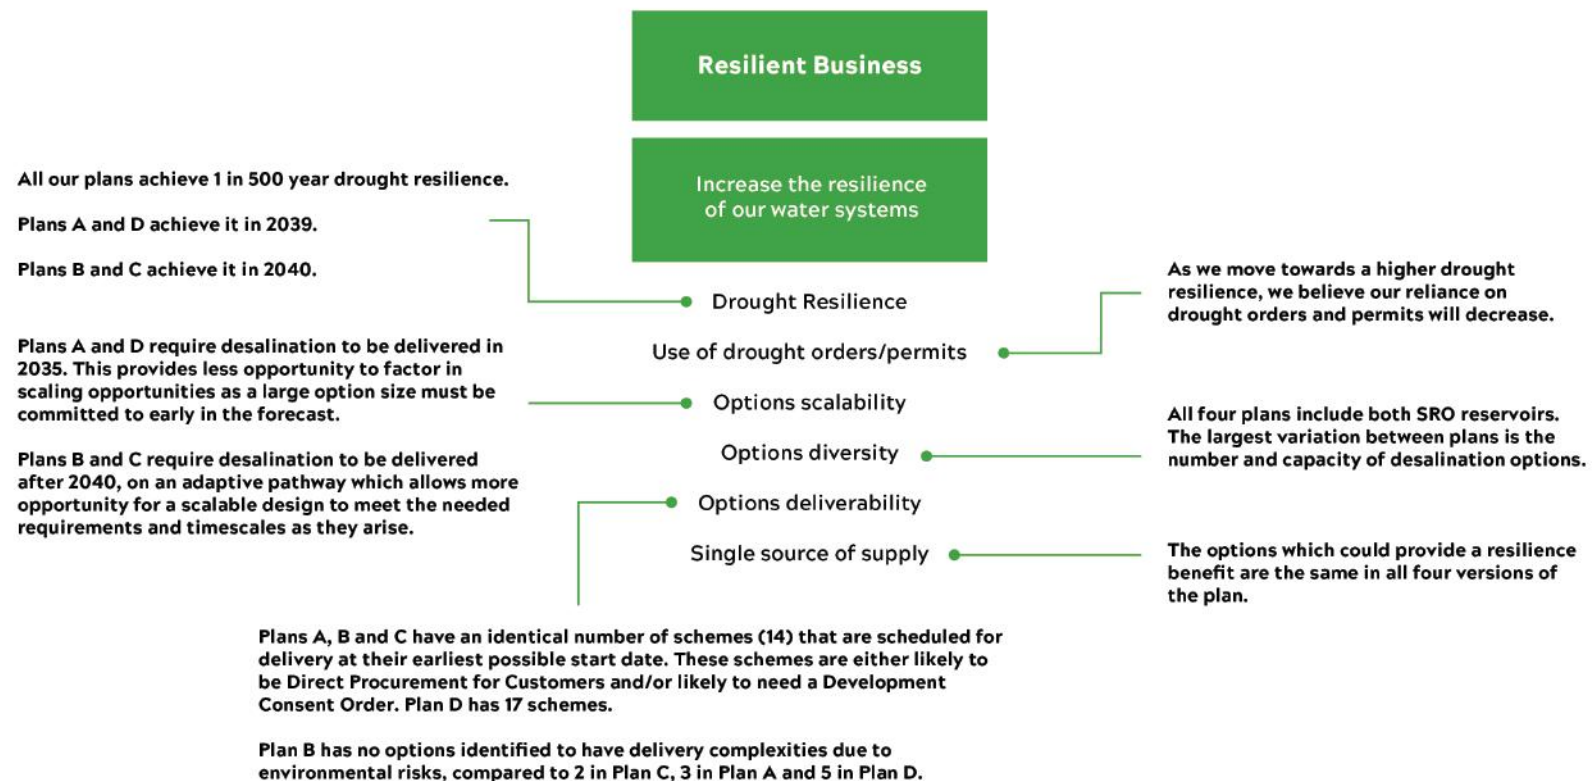 Resilient Business
Increase the resilience
of our water systems
All our plans achieve 1 in 500 year drought resilience.
Plans A and D achieve it in 2039.
Plans B and C achieve it in 2040.
Drought Resilience
As we move towards a higher drought
resilience, we believe our reliance on
drought orders and permits will decrease.
Use of drought orders/permits
Plans A and D require desalination to be delivered in
2035. This provides less opportunity to factor in
scaling opportunities as a large option size must be
committed to early in the forecast.
Plans B and C require desalination to be delivered
after 2040, on an adaptive pathway which allows more
opportunity for a scalable design to meet the needed
requirements and timescales as they arise.
Options scalability
All four plans include both SRO reservoirs.
The largest variation between plans is the
number and capacity of desalination options.
Options diversity
Options deliverability
Single source of supply
The options which could provide a resilience
benefit are the same in all four versions of
the plan.
Plans A, B and C have an identical number of schemes (14) that are scheduled for
delivery at their earliest possible start date. These schemes are either likely to
be Direct Procurement for Customers and/or likely to need a Development
Consent Order. Plan D has 17 schemes.
Plan B has no options identified to have delivery complexities due to
environmental risks, compared to 2 in Plan C, 3 in Plan A and 5 in Plan D.